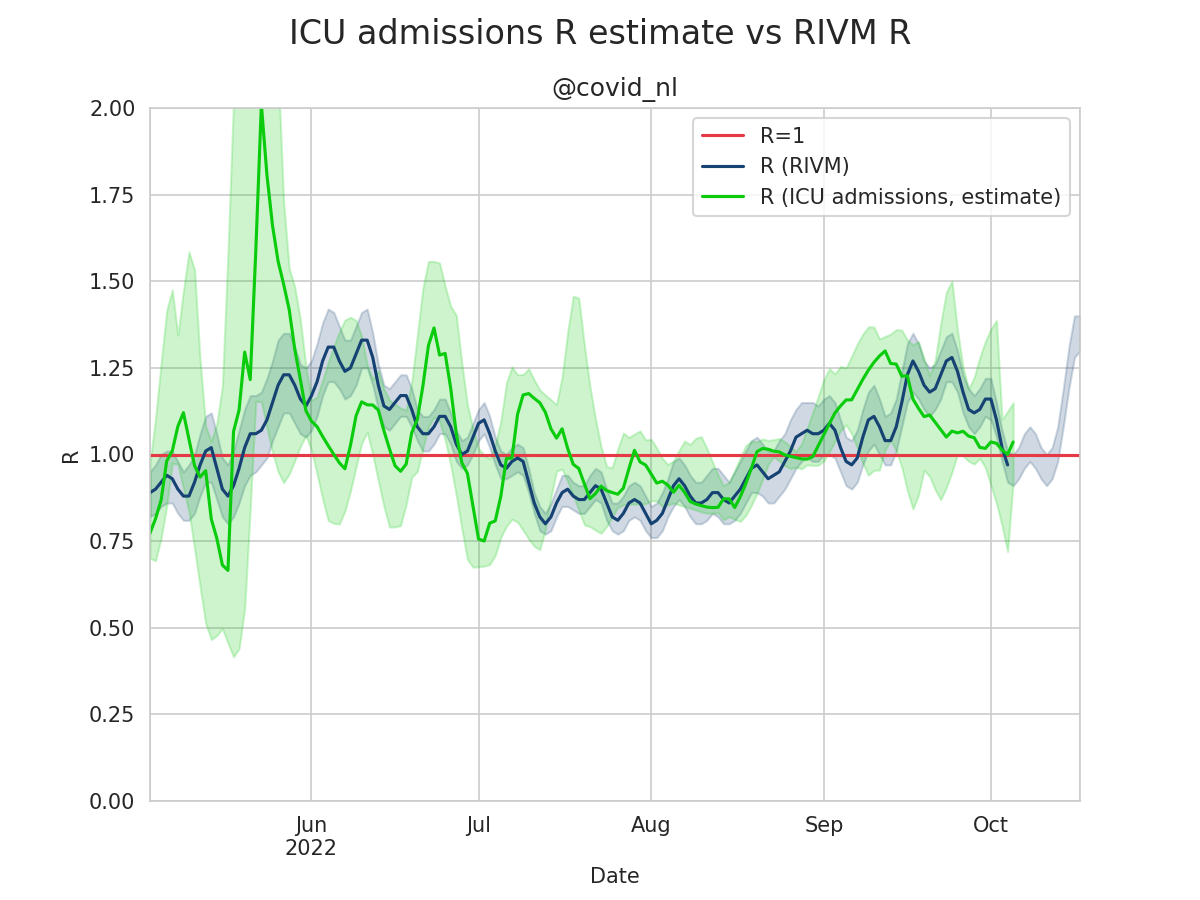 ICU admissions R estimate vs RIVM R
@covid_nl
R=1
R (RIVM)
R (ICU admissions, estimate)
2.00
1.75
1.50
1.25
1.00
0.75
0.50
0.25
0.00
R
Jun Jul Aug Sep Oct
2022
Date